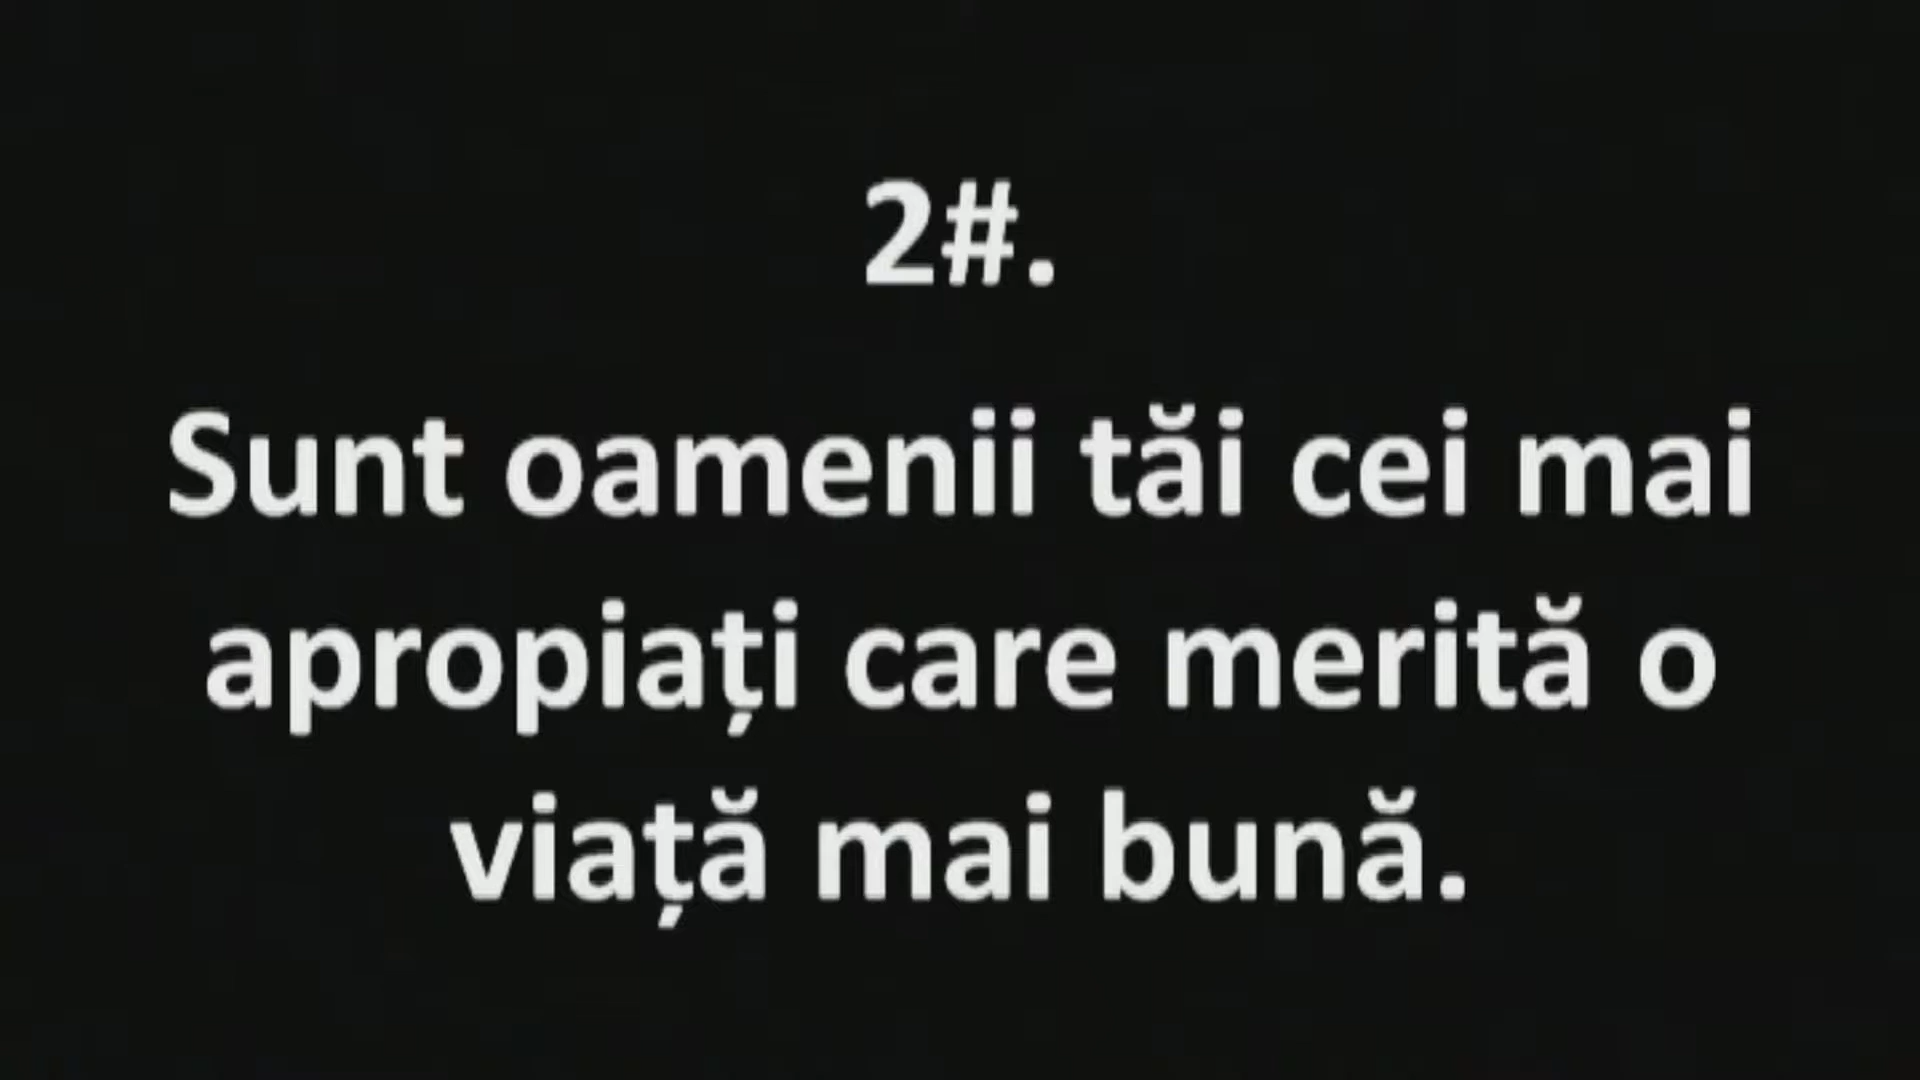 2#.
Sunt oamenii tăi cei mai
apropiați care merită o
viață mai bună.